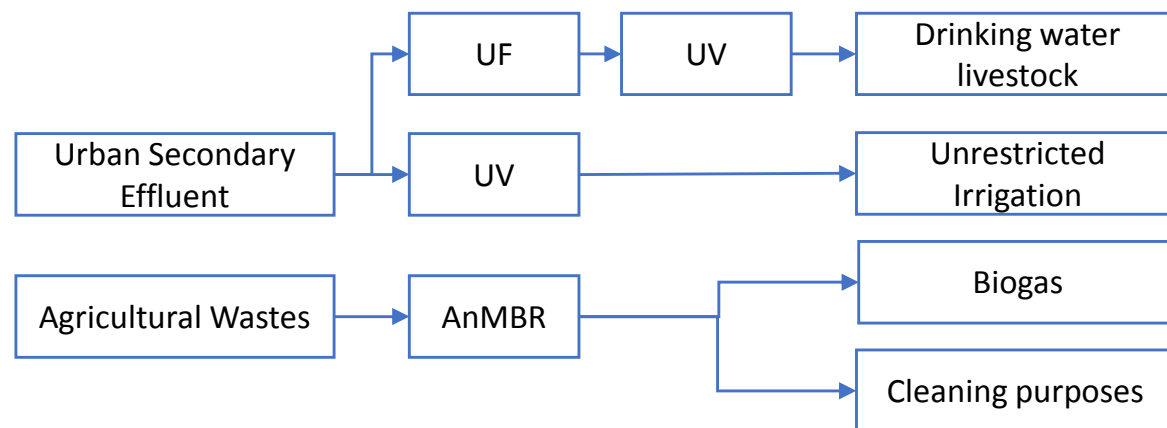 UF
UV
Drinking water
livestock
Urban Secondary
Effluent
UV
Unrestricted
Irrigation
Agricultural Wastes
AnMBR
Biogas
Cleaning purposes